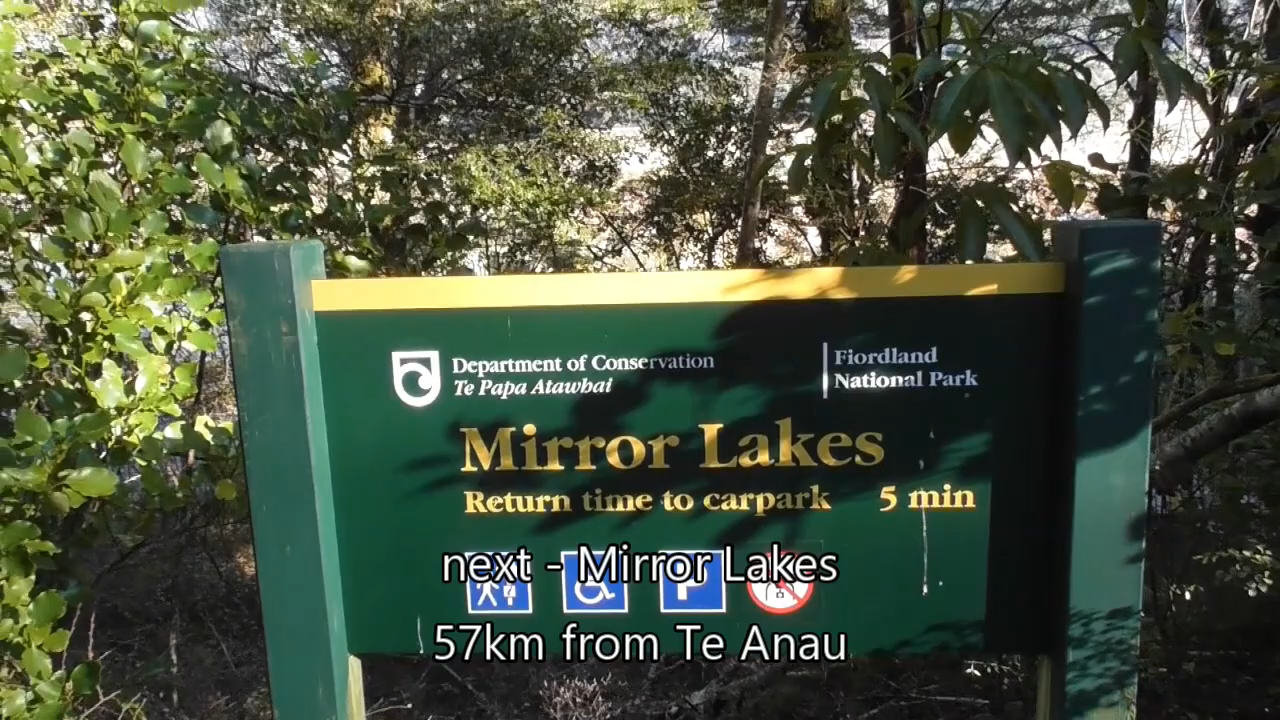 Department of Conservation
Te Papa Atawhai
Fiordland
National Park
Mirror Lakes
Return time to carpark 5 min
next - Mirror Lakes
P
57km from Te Anau